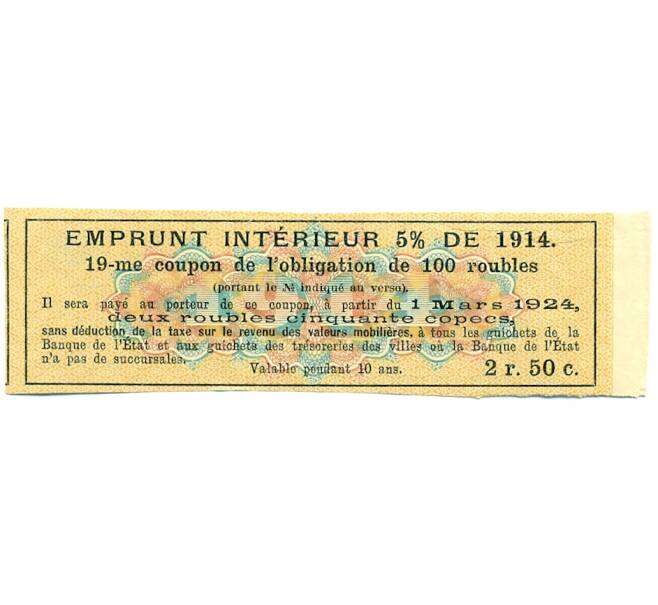 EMPRUNT INTÉRIEUR 5% DE 1914.
19-me coupon de l'obligation de 100 roubles
(portant le № indiqué au verso).
Il sera payé au porteur de ce coupon, à partir du 1 Mars 1924,
deux roubles cinquante copecs,
sans déduction de la taxe sur le revenu des valeurs mobilières, à tous les guichets de la
Banque de l'État et aux guichets des trésoreries des villes où la Banque de l'État
n'a pas de succursales.
Valable pendant 10 ans.
2 r. 50 c.